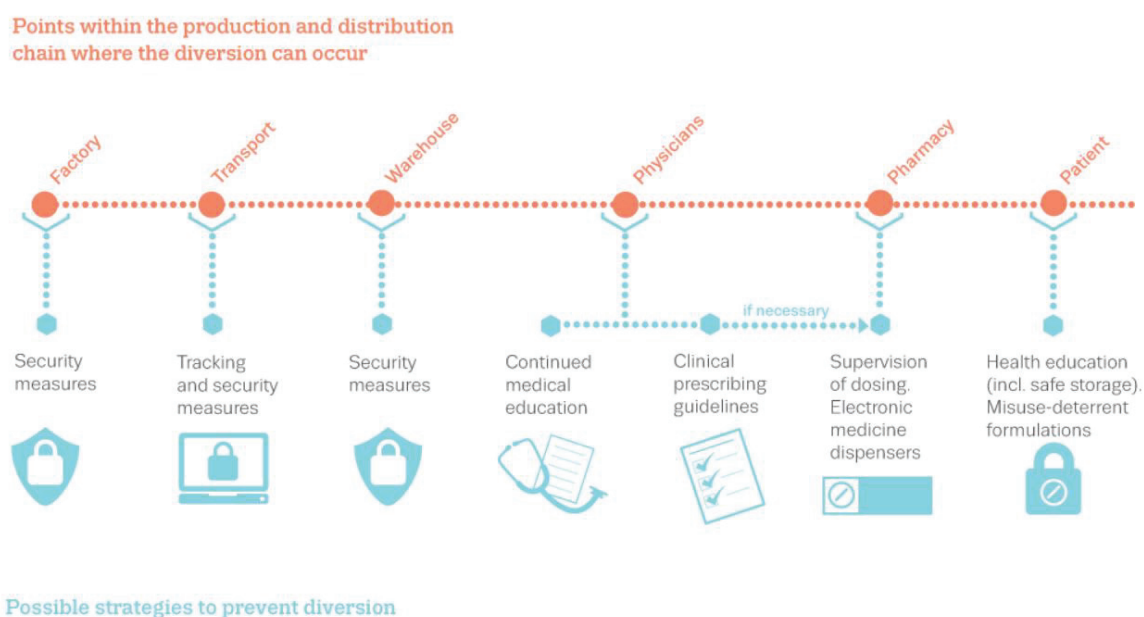 Points within the production and distribution
chain where the diversion can occur
Factory
Transport
Warehouse
Physicians
Pharmacy
Patient
if necessary
Security
measures
Tracking
and security
measures
Security
measures
Continued
medical
education
Clinical
prescribing
guidelines
Supervision
of dosing.
Electronic
medicine
dispensers
Health education
(incl. safe storage).
Misuse-deterrent
formulations
Possible strategies to prevent diversion